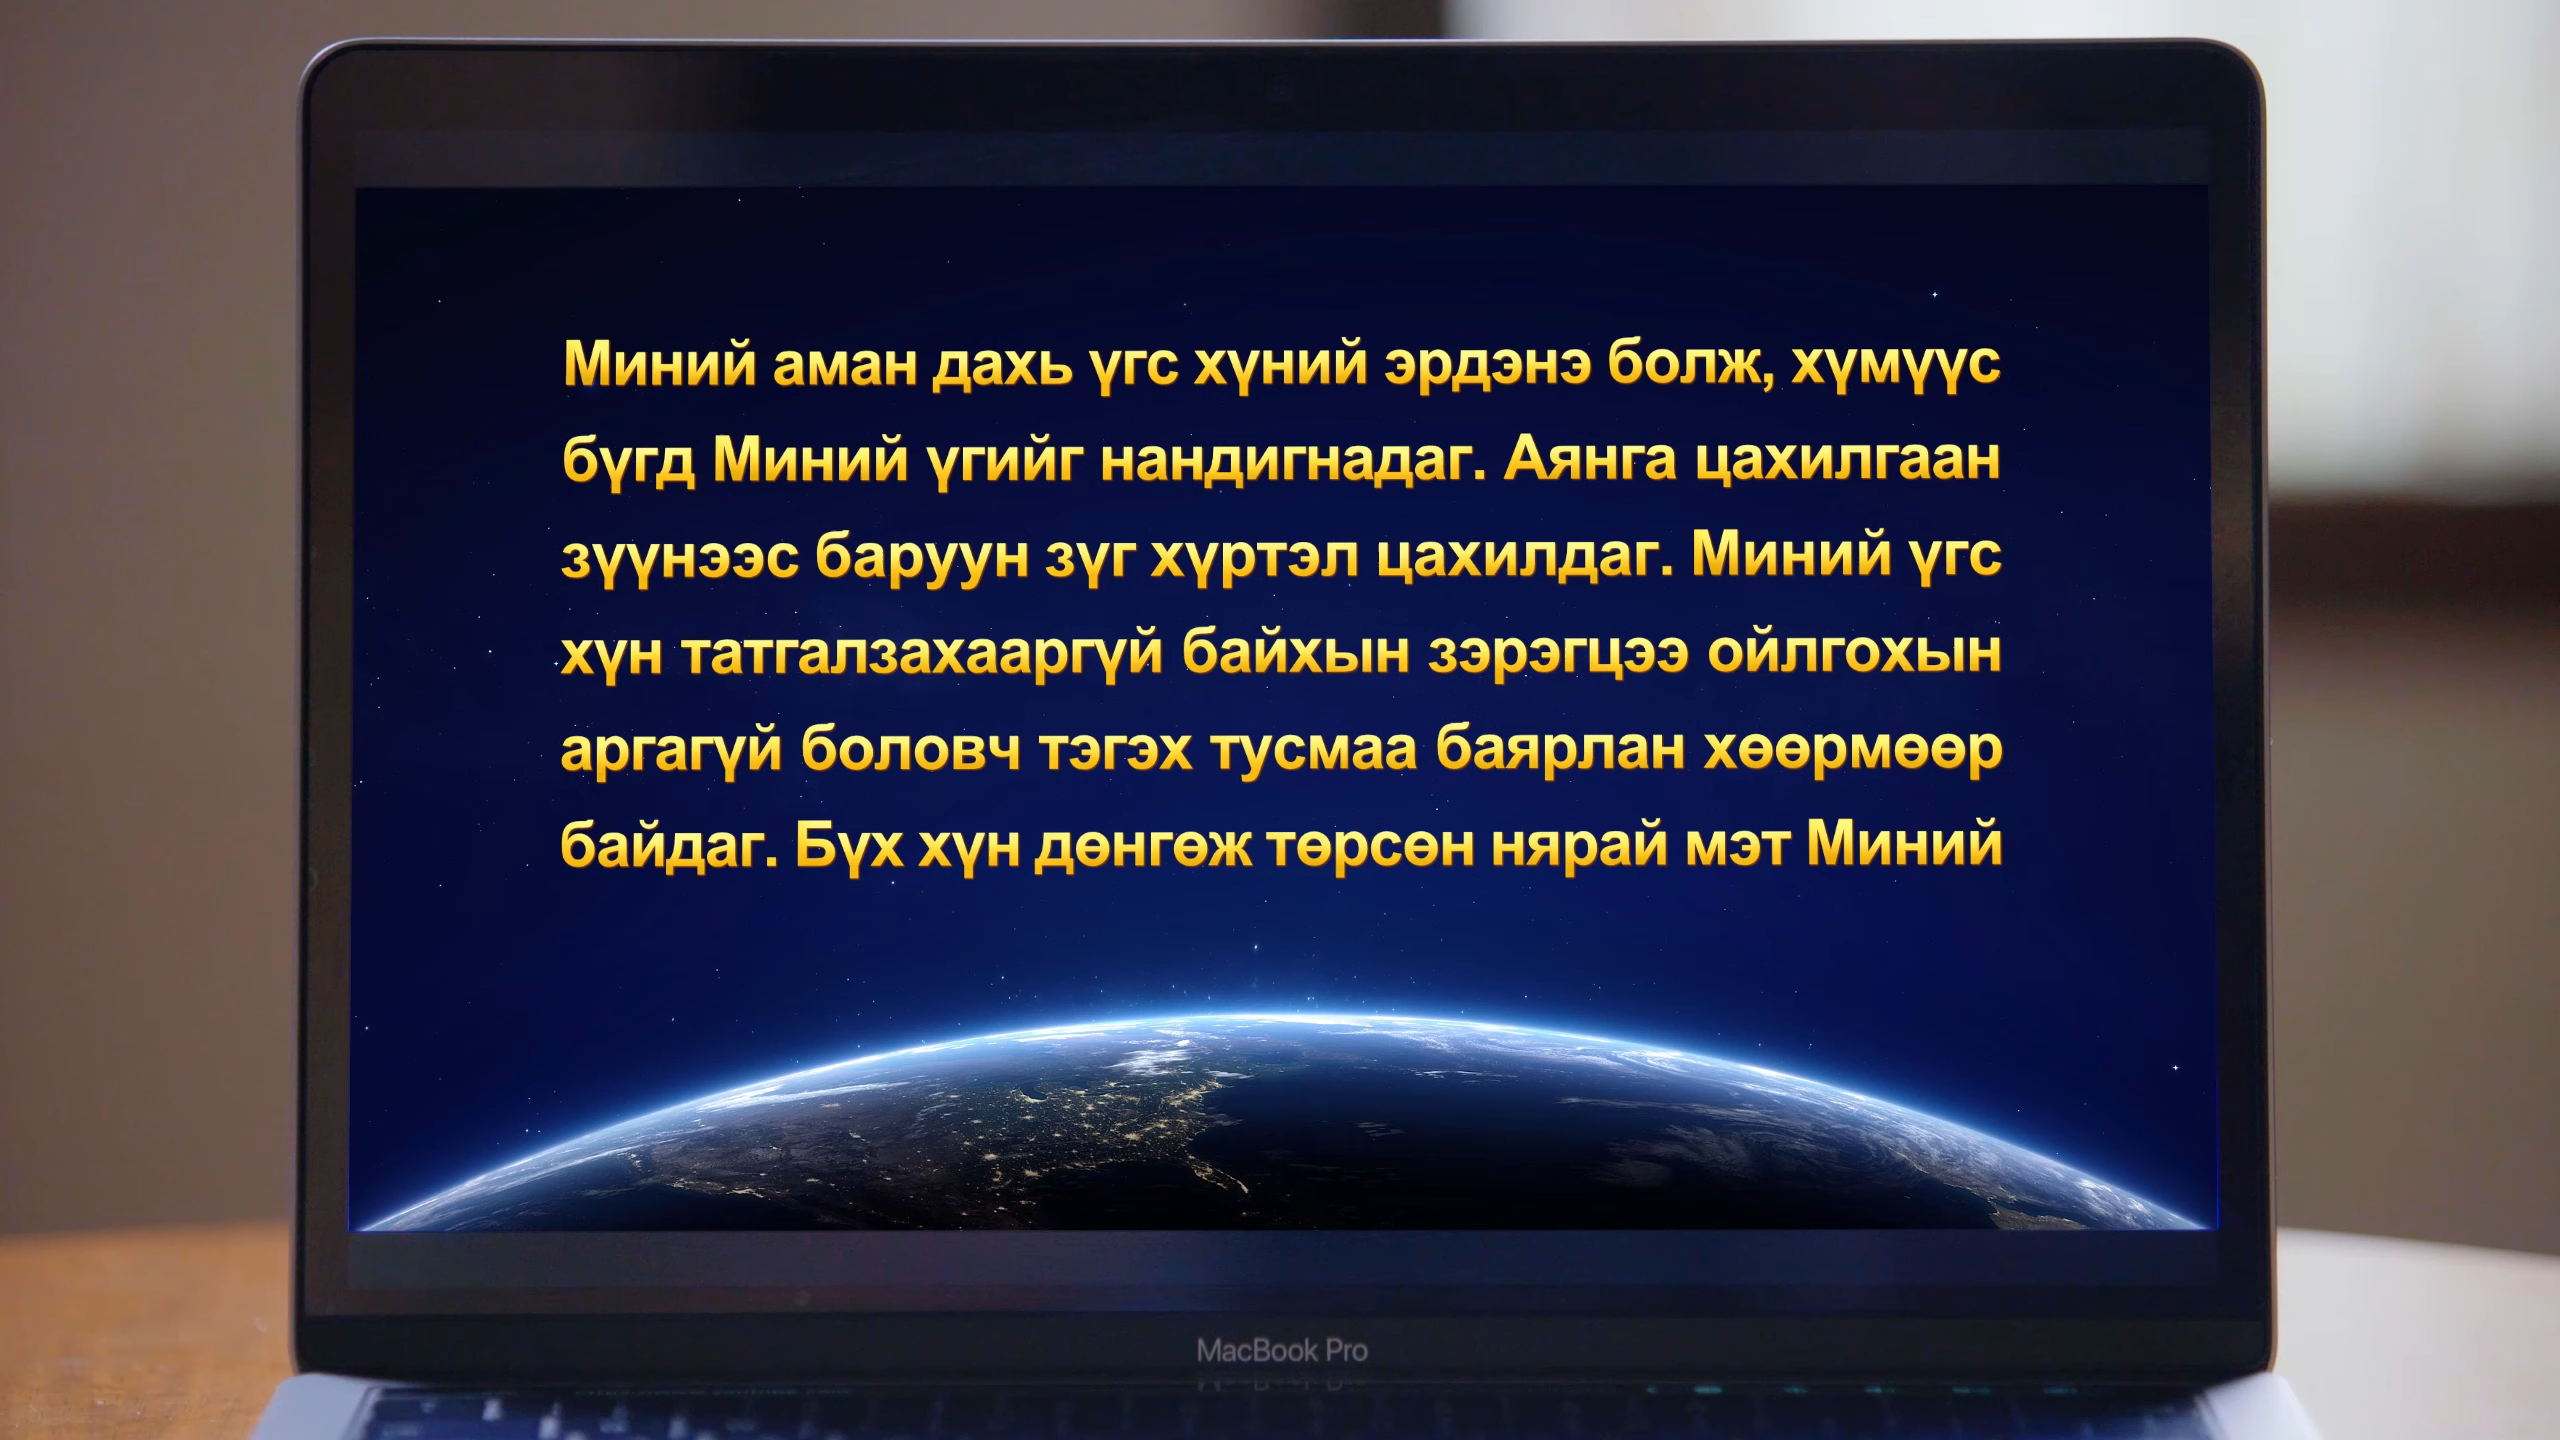 Миний аман дахь үгс хүний эрдэнэ болж, хүмүүс
бүгд Миний үгийг нандигнадаг. Аянга цахилгаан
зүүнээс баруун зүг хүртэл цахилдаг. Миний үгс
хүн татгалзахааргүй байхын зэрэгцээ ойлгохын
аргагүй боловч тэгэх тусмаа баярлан хөөрмөөр
байдаг. Бүх хүн дөнгөж төрсөн нярай мэт Миний
MacBook Pro